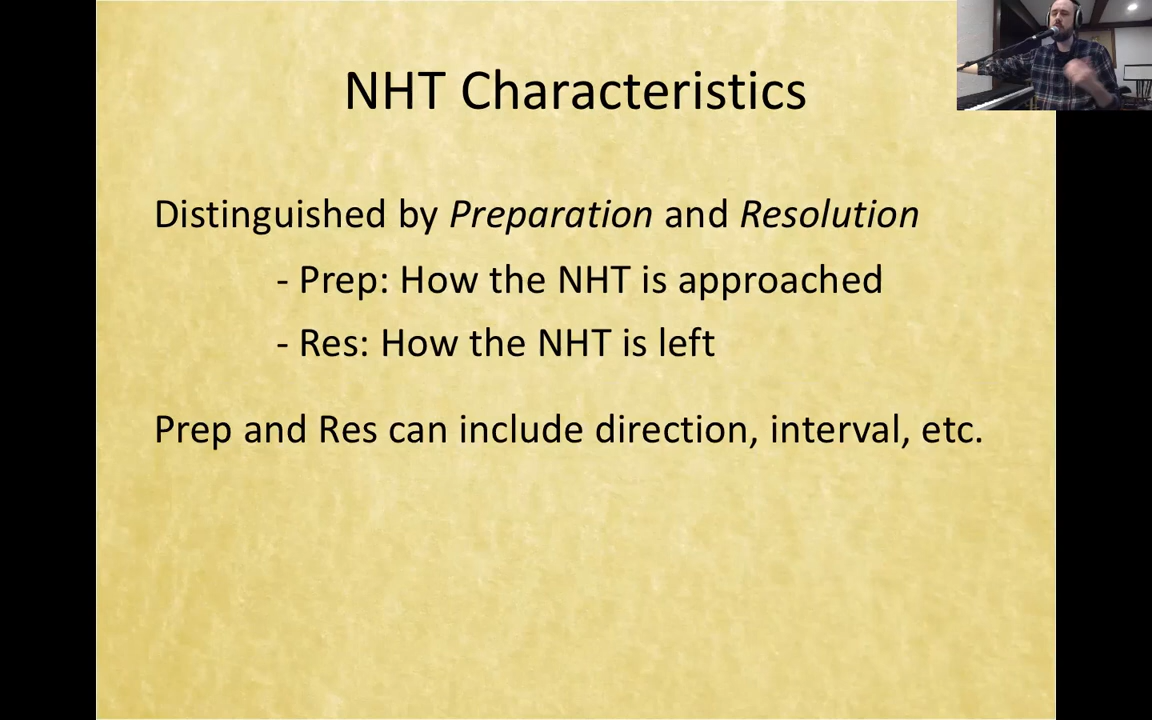 NHT Characteristics
Distinguished by Preparation and Resolution
- Prep: How the NHT is approached
- Res: How the NHT is left
Prep and Res can include direction, interval, etc.